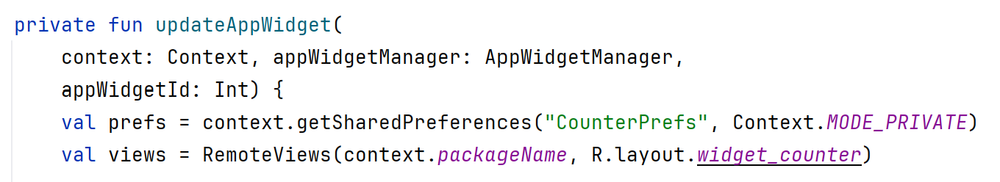 private fun updateAppWidget(
    context: Context, appWidgetManager: AppWidgetManager,
    appWidgetId: Int) {
    val prefs = context.getSharedPreferences("CounterPrefs", Context.MODE_PRIVATE)
    val views = RemoteViews(context.packageName, R.layout.widget_counter)